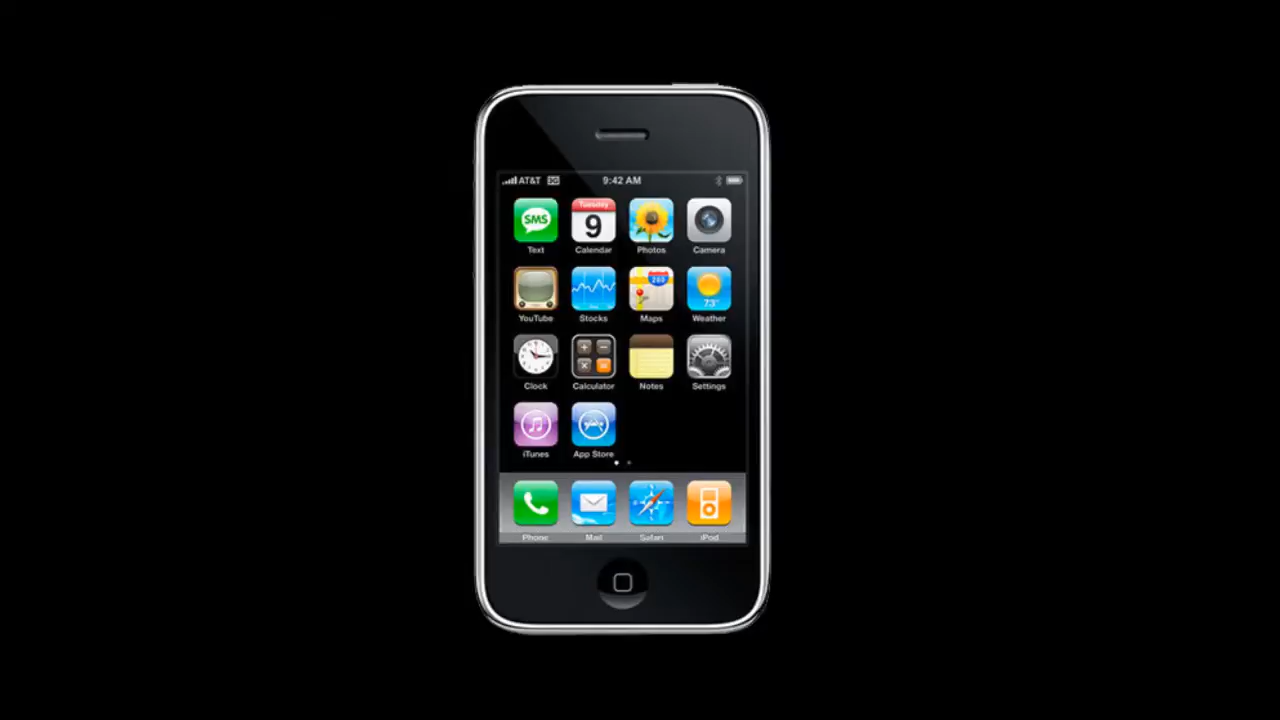 AT&T 3G 9:42 AM
SMS Tuesday 9 280
Text Calendar Photos Camera
73°
YouTube Stocks Maps Weather
Clock Calculator Notes Settings
iTunes App Store
Phone Mail Safari iPod